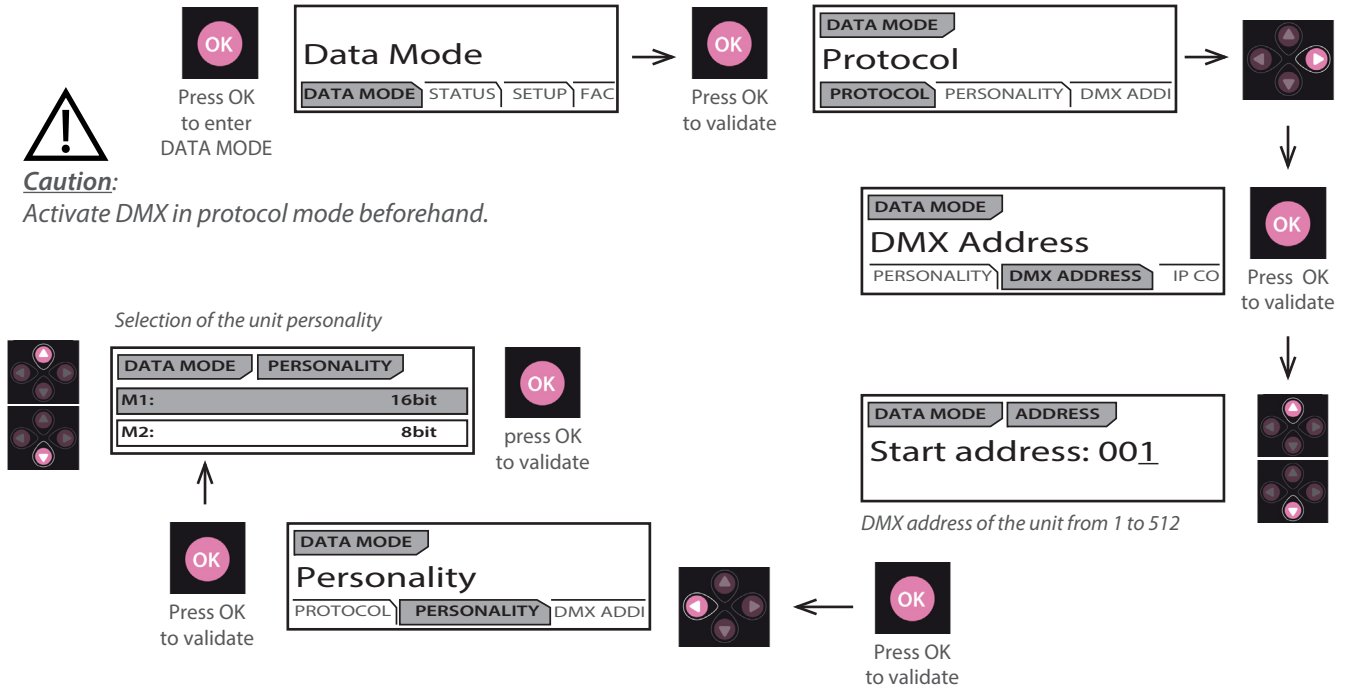 OK
Press OK
to enter
DATA MODE
Data Mode
DATA MODE STATUS SETUP FAC
OK
Press OK
to validate
DATA MODE
Protocol
PROTOCOL PERSONALITY DMX ADDI
Caution:
Activate DMX in protocol mode beforehand.
DATA MODE
DMX Address
PERSONALITY DMX ADDRESS IP CO
OK
Press OK
to validate
DATA MODE ADDRESS
Start address: 001
DMX address of the unit from 1 to 512
OK
Press OK
to validate
DATA MODE
Personality
PROTOCOL PERSONALITY DMX ADDI
OK
Press OK
to validate
Selection of the unit personality
DATA MODE PERSONALITY
M1: 16bit
M2: 8bit
OK
press OK
to validate